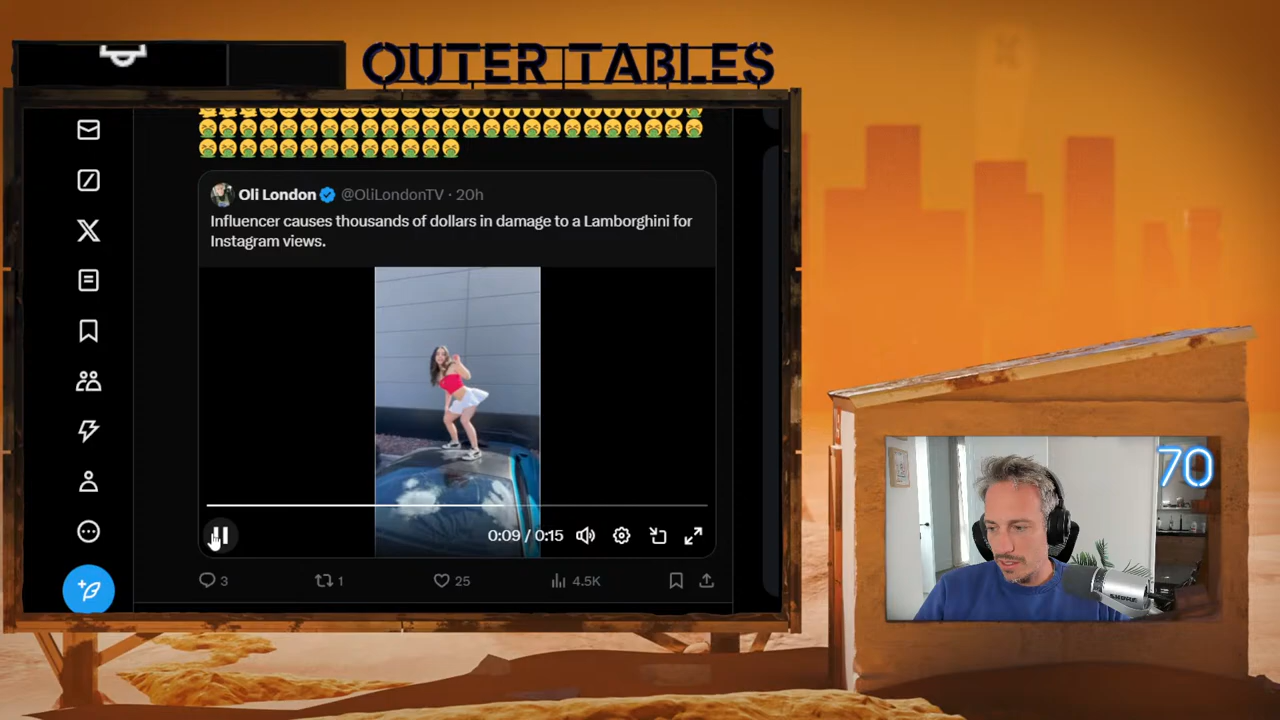 OUTER TABLES
Oli London @OliLondonTV · 20h
Influencer causes thousands of dollars in damage to a Lamborghini for
Instagram views.
0:09 / 0:15
3 1 25 4.5K
70